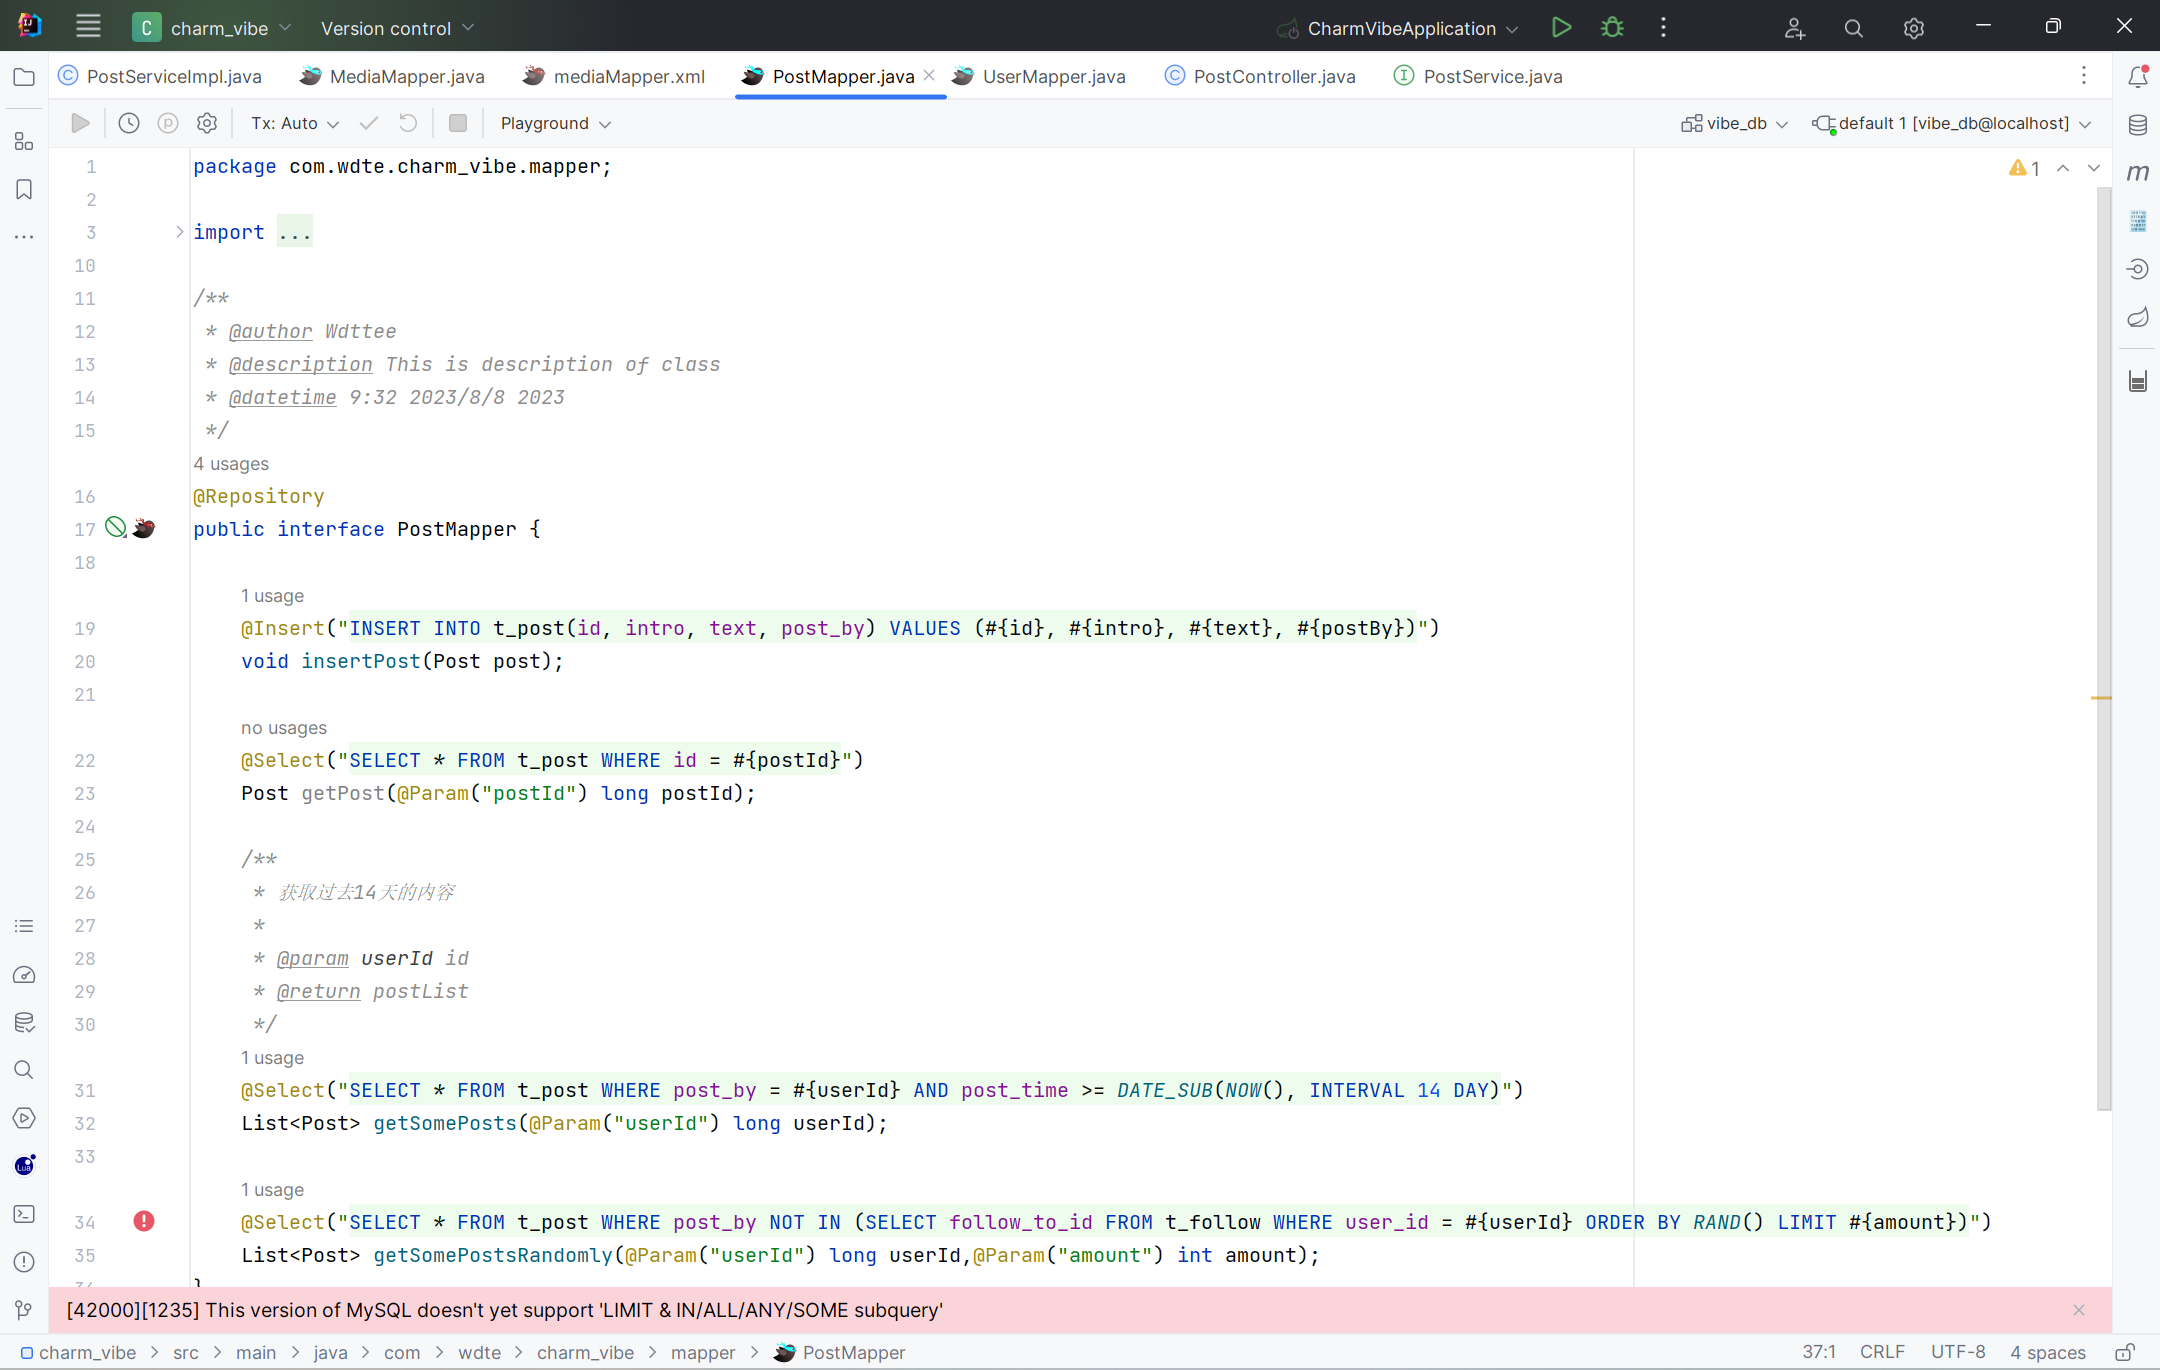 C charm_vibe Version control CharmVibeApplication
PostServiceImpl.java MediaMapper.java mediaMapper.xml PostMapper.java UserMapper.java PostController.java PostService.java
Tx: Auto Playground vibe_db default 1 [vibe_db@localhost]
1 package com.wdte.charm_vibe.mapper; 1
2
3 import ...
10
11 /**
12 * @author Wdttee
13 * @description This is description of class
14 * @datetime 9:32 2023/8/8 2023
15 */
4 usages
16 @Repository
17 public interface PostMapper {
18
1 usage
19 @Insert("INSERT INTO t_post(id, intro, text, post_by) VALUES (#{id}, #{intro}, #{text}, #{postBy})")
20 void insertPost(Post post);
21
no usages
22 @Select("SELECT * FROM t_post WHERE id = #{postId}")
23 Post getPost(@Param("postId") long postId);
24
25 /**
26 * 获取过去14天的内容
27 *
28 * @param userId id
29 * @return postList
30 */
1 usage
31 @Select("SELECT * FROM t_post WHERE post_by = #{userId} AND post_time >= DATE_SUB(NOW(), INTERVAL 14 DAY)")
32 List<Post> getSomePosts(@Param("userId") long userId);
33
1 usage
34 @Select("SELECT * FROM t_post WHERE post_by NOT IN (SELECT follow_to_id FROM t_follow WHERE user_id = #{userId} ORDER BY RAND() LIMIT #{amount})")
35 List<Post> getSomePostsRandomly(@Param("userId") long userId,@Param("amount") int amount);
[42000][1235] This version of MySQL doesn't yet support 'LIMIT & IN/ALL/ANY/SOME subquery'
charm_vibe > src > main > java > com > wdte > charm_vibe > mapper > PostMapper 37:1 CRLF UTF-8 4 spaces